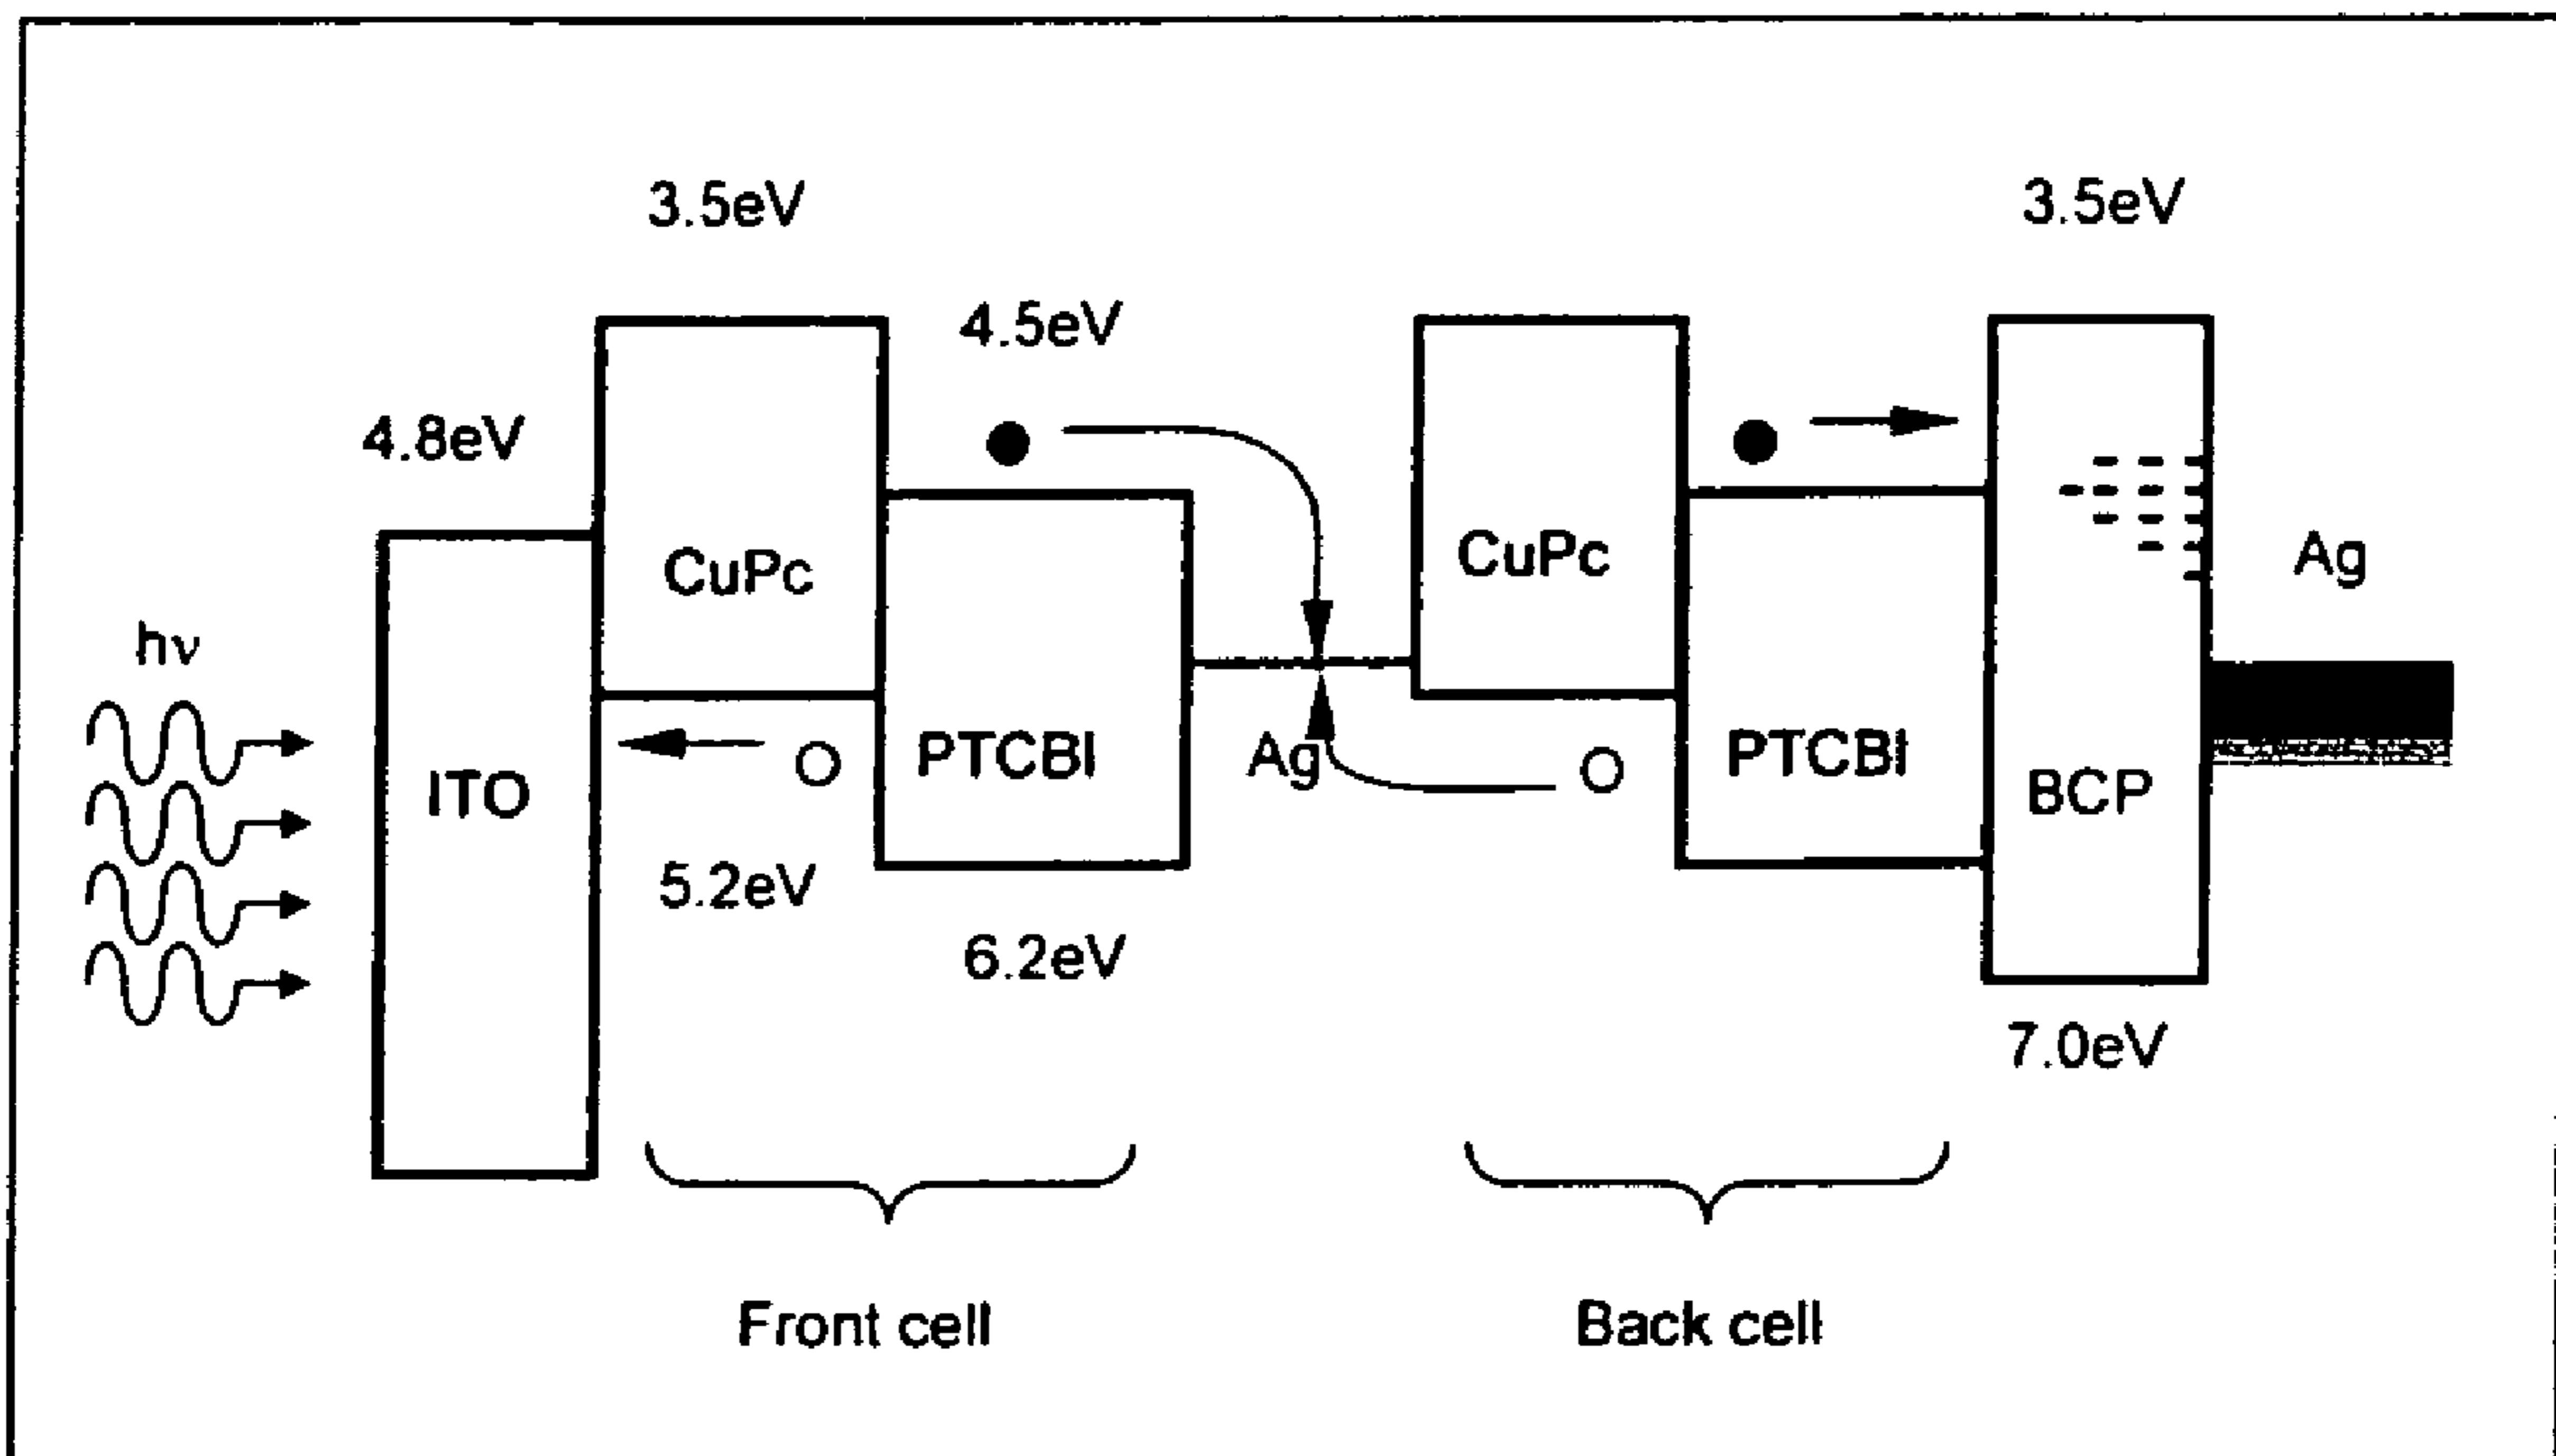 3.5eV
3.5eV
4.5eV
4.8eV
CuPc
CuPc
Ag
hν
ITO
PTCBI
Ag
PTCBI
BCP
5.2eV
6.2eV
7.0eV
Front cell
Back cell